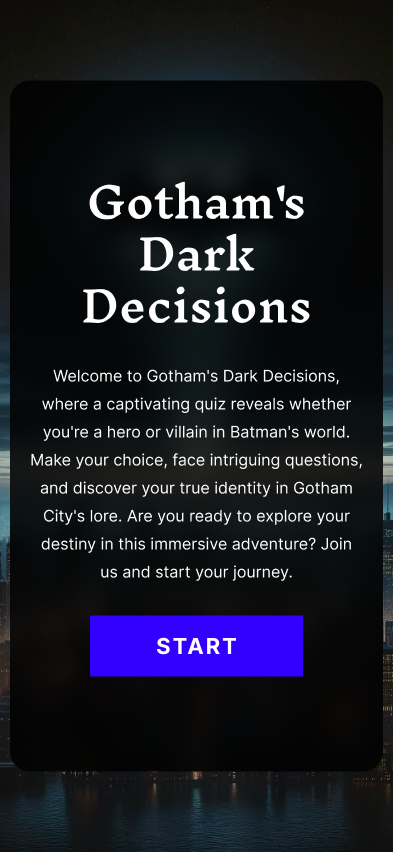 Gotham's
Dark
Decisions
Welcome to Gotham's Dark Decisions,
where a captivating quiz reveals whether
you're a hero or villain in Batman's world.
Make your choice, face intriguing questions,
and discover your true identity in Gotham
City's lore. Are you ready to explore your
destiny in this immersive adventure? Join
us and start your journey.
START